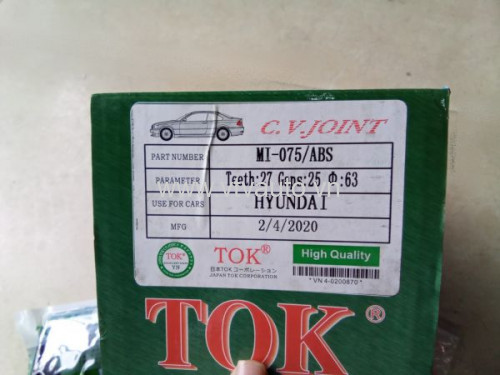 C.V.JOINT
PART NUMBER MI-075/ABS
PARAMETER Teeth:27 Gaps:25 Φ:63
USE FOR CARS HYUNDAI
MFG 2/4/2020
TOK®
TOK®
High Quality
日本TOKコーポレーション
JAPAN TOK CORPORATION
* VN 4-0200870 *
TOK®